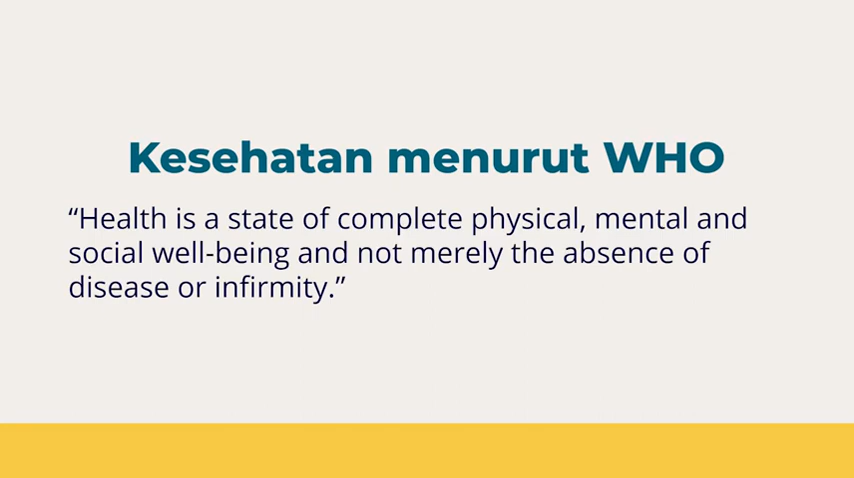 Kesehatan menurut WHO
“Health is a state of complete physical, mental and
social well-being and not merely the absence of
disease or infirmity.”